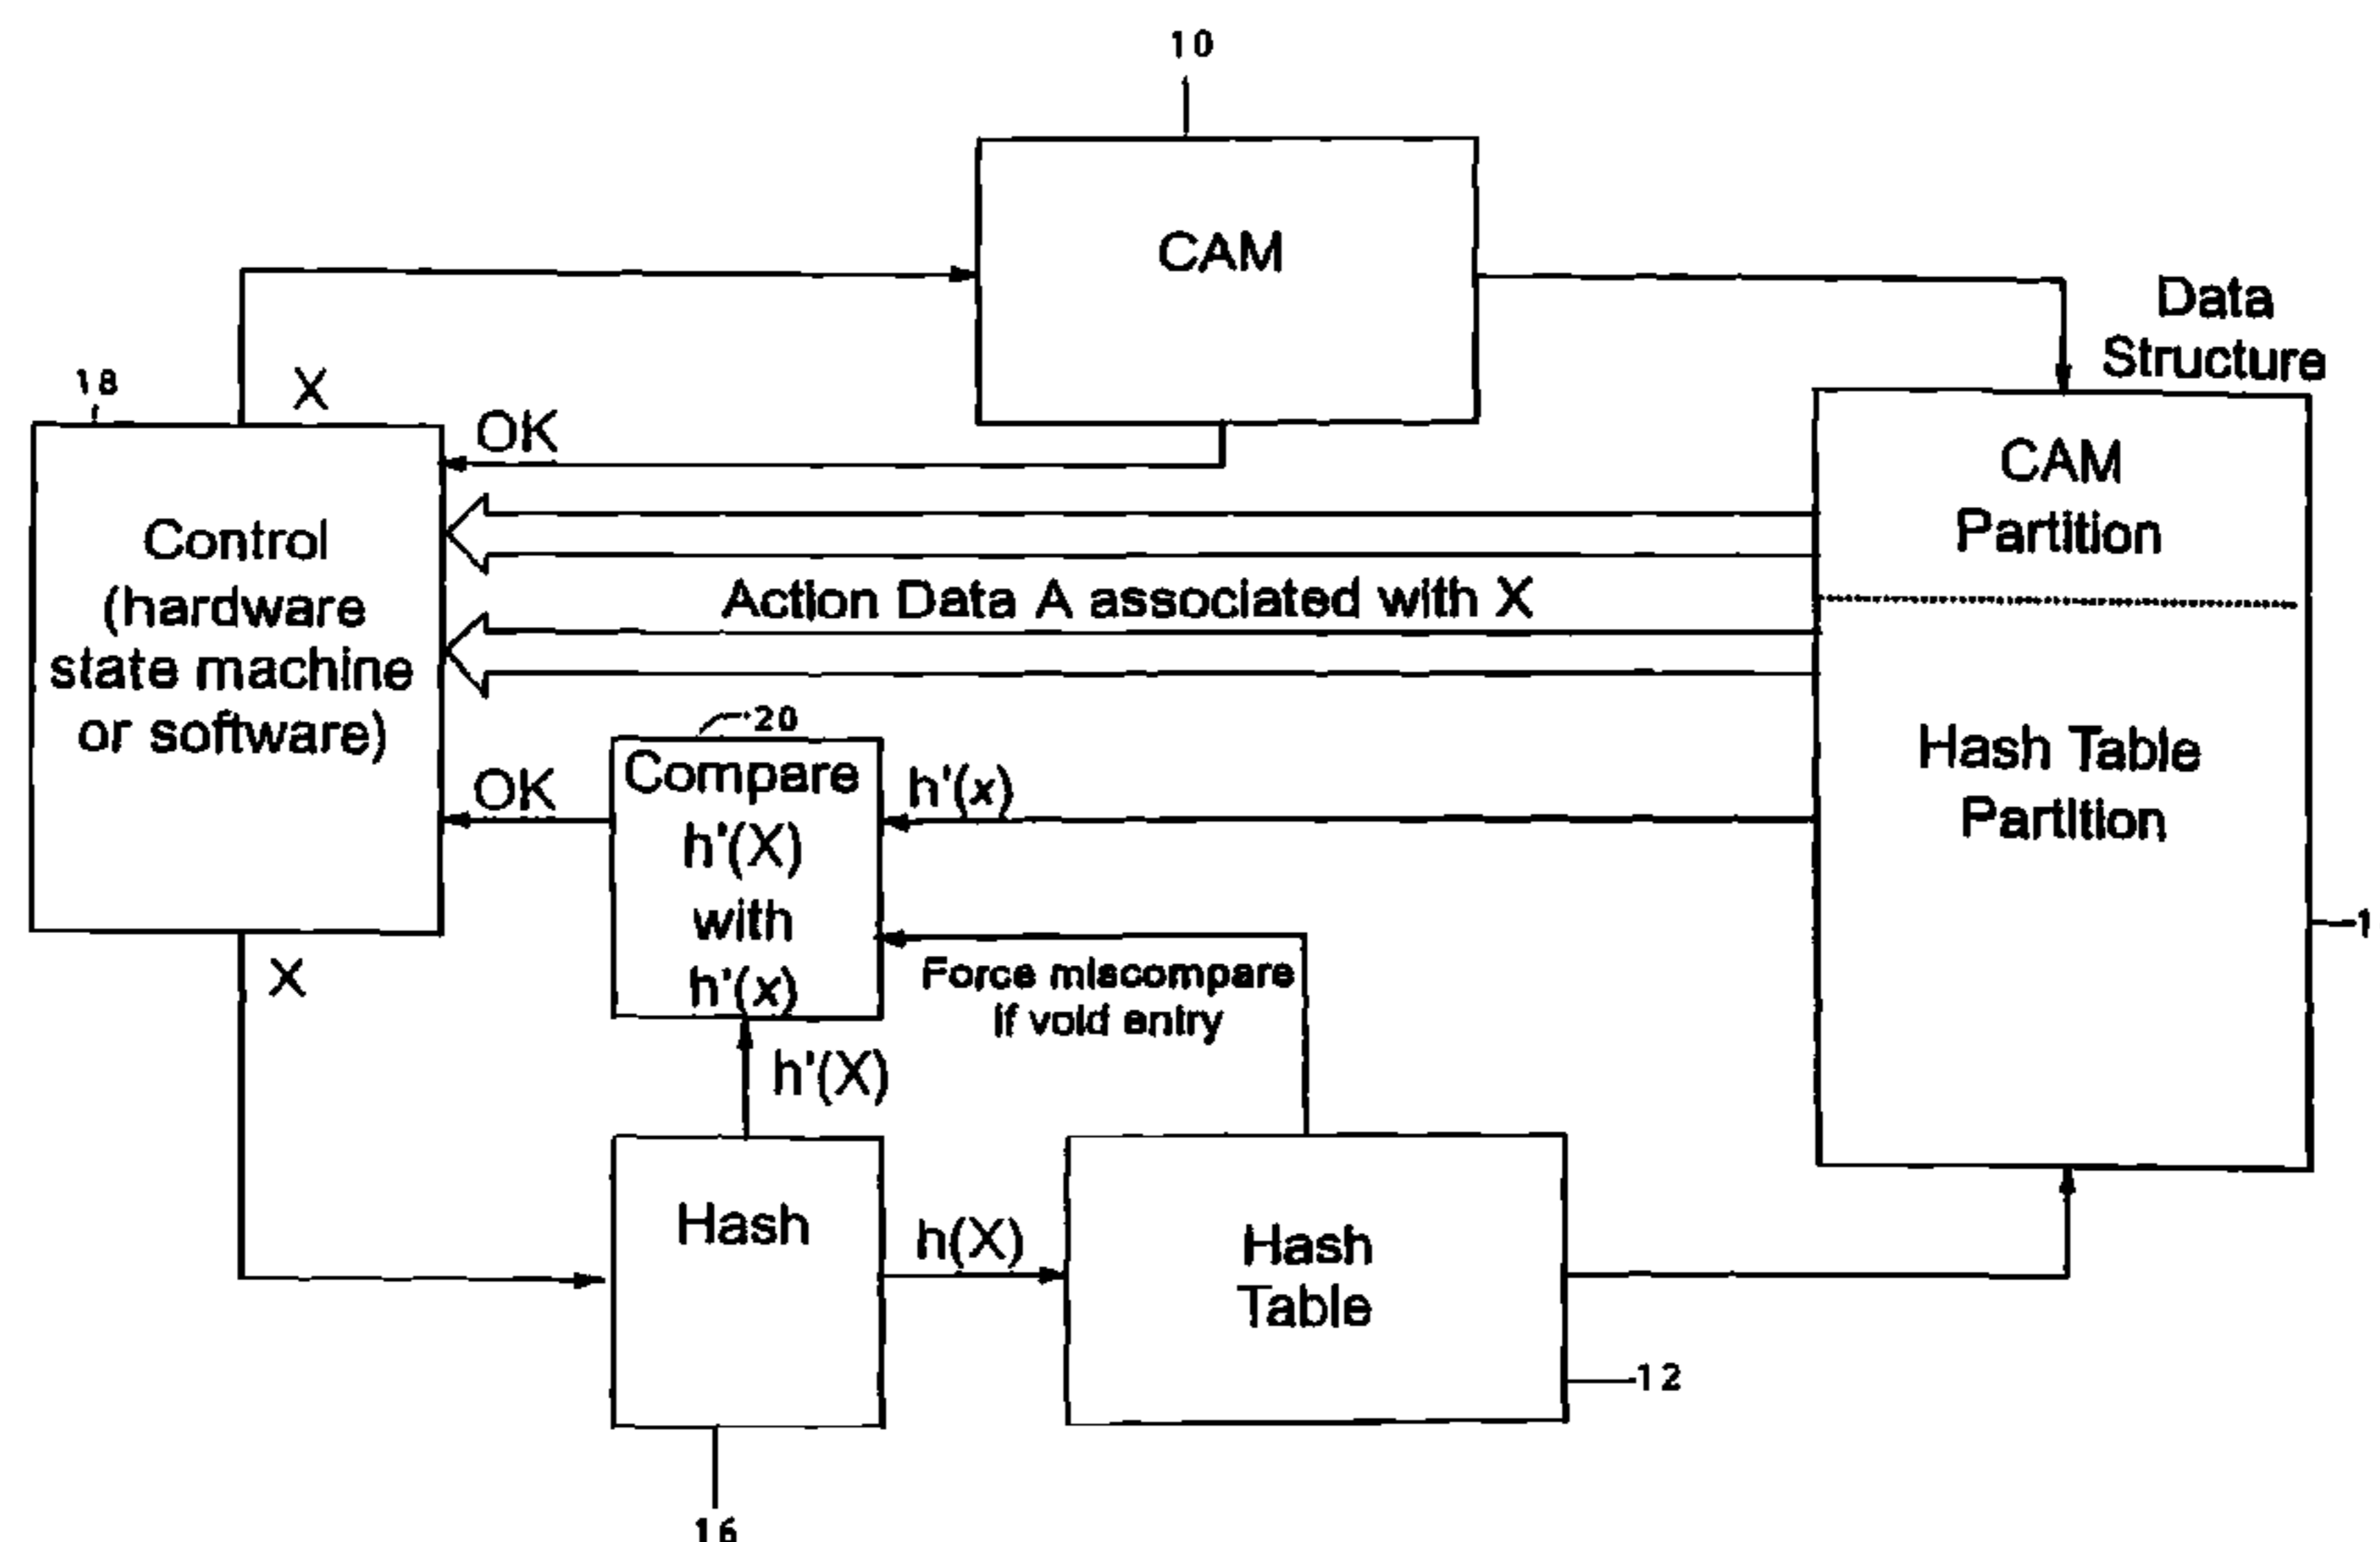 10
CAM
Data
Structure
18
X
OK
CAM
Partition
Control
(hardware
state machine
or software)
Action Data A associated with X
Hash Table
Partition
20
Compare
h'(X)
with
h'(x)
OK
h'(x)
1
X
Force miscompare
if void entry
h'(X)
Hash
h(X)
Hash
Table
12
16